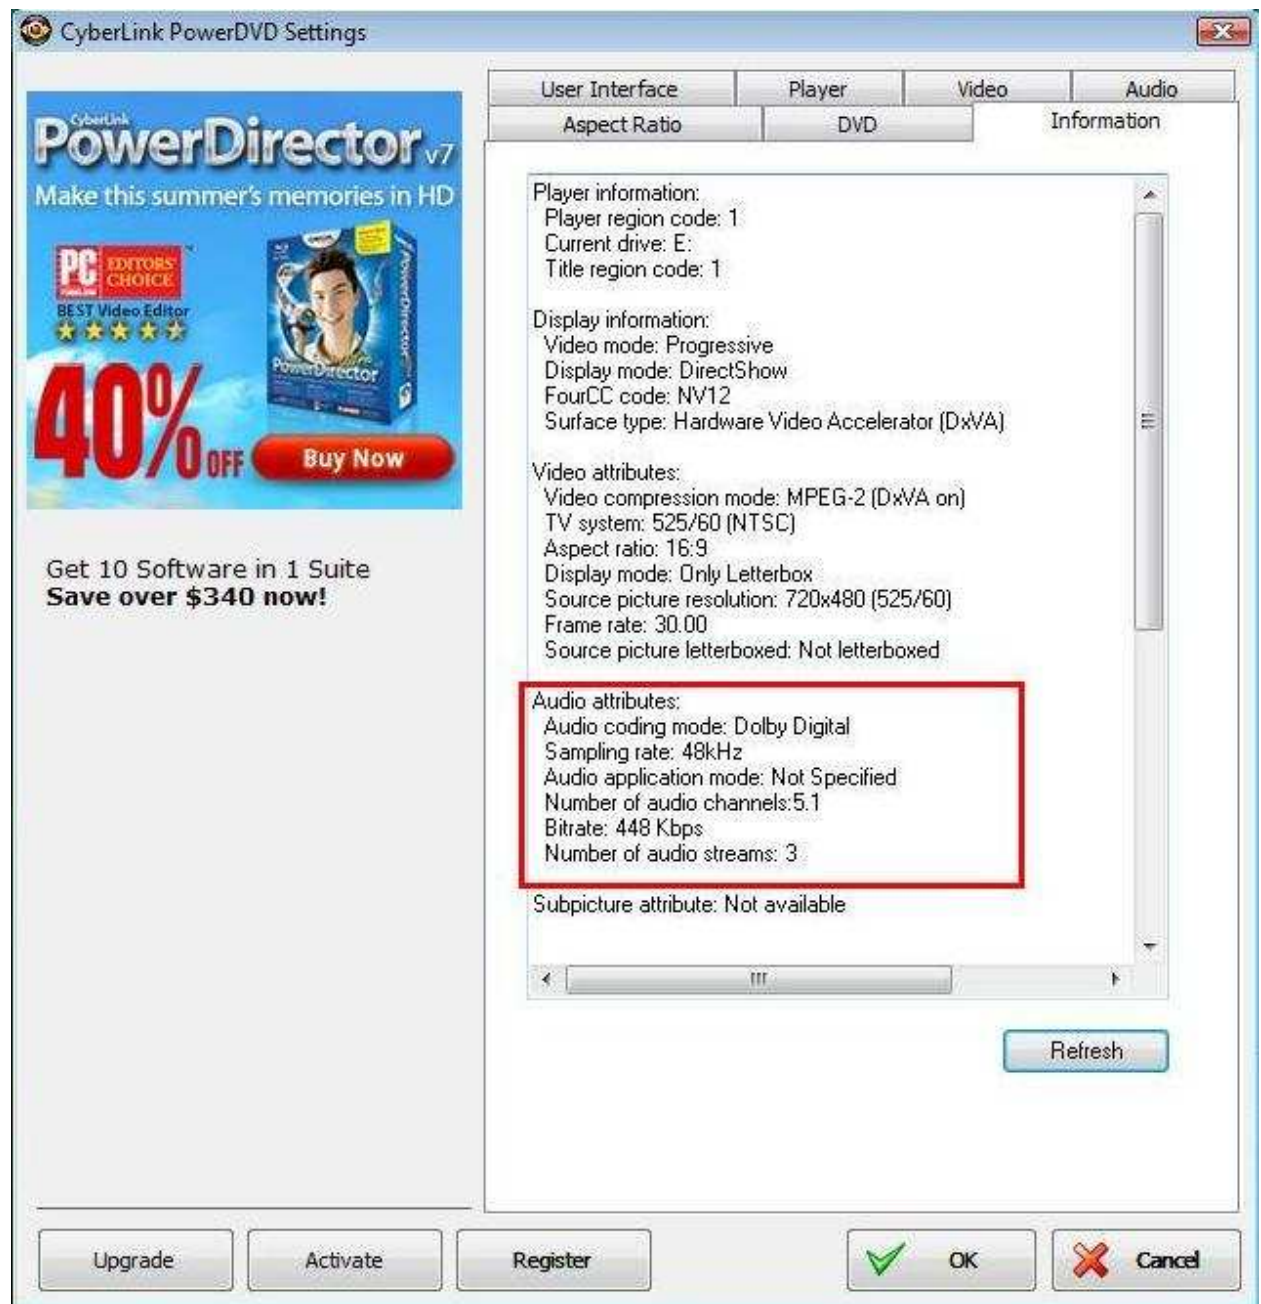 CyberLink PowerDVD Settings
CyberLink
PowerDirector v7
Make this summer's memories in HD
PC EDITORS'
CHOICE
BEST Video Editor
PowerDirector
PowerDirector
40% OFF
Buy Now
Get 10 Software in 1 Suite
Save over $340 now!
User Interface Player Video Audio
Aspect Ratio DVD Information
Player information:
Player region code: 1
Current drive: E:
Title region code: 1
Display information:
Video mode: Progressive
Display mode: DirectShow
FourCC code: NV12
Surface type: Hardware Video Accelerator (DxVA)
Video attributes:
Video compression mode: MPEG-2 (DxVA on)
TV system: 525/60 (NTSC)
Aspect ratio: 16:9
Display mode: Only Letterbox
Source picture resolution: 720x480 (525/60)
Frame rate: 30.00
Source picture letterboxed: Not letterboxed
Audio attributes:
Audio coding mode: Dolby Digital
Sampling rate: 48kHz
Audio application mode: Not Specified
Number of audio channels:5.1
Bitrate: 448 Kbps
Number of audio streams: 3
Subpicture attribute: Not available
Refresh
Upgrade Activate Register OK Cancel